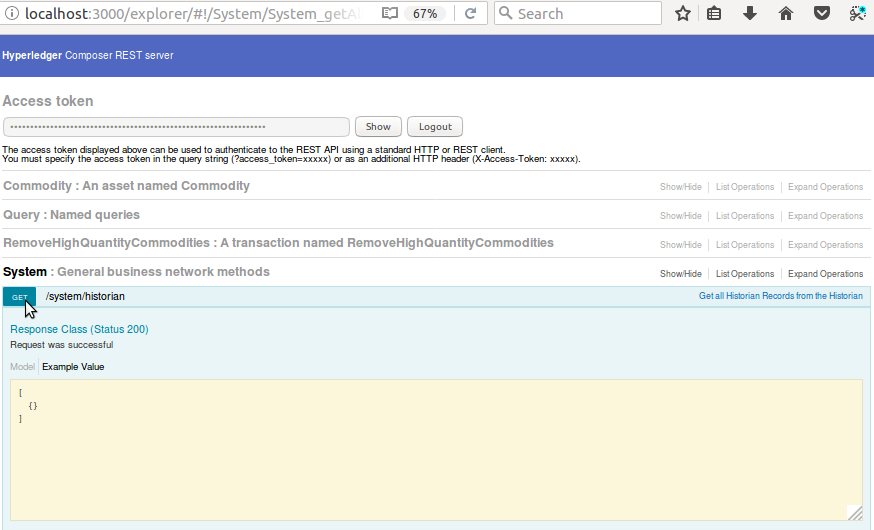 localhost:3000/explorer/#!/System/System_getAl
67%
Search
Hyperledger Composer REST server
Access token
Show
Logout
The access token displayed above can be used to authenticate to the REST API using a standard HTTP or REST client.
You must specify the access token in the query string (?access_token=xxxxx) or as an additional HTTP header (X-Access-Token: xxxxx).
Commodity : An asset named Commodity
Show/Hide
List Operations
Expand Operations
Query : Named queries
Show/Hide
List Operations
Expand Operations
RemoveHighQuantityCommodities : A transaction named RemoveHighQuantityCommodities
Show/Hide
List Operations
Expand Operations
System : General business network methods
Show/Hide
List Operations
Expand Operations
GET
/system/historian
Get all Historian Records from the Historian
Response Class (Status 200)
Request was successful
Model
Example Value
[
{}
]